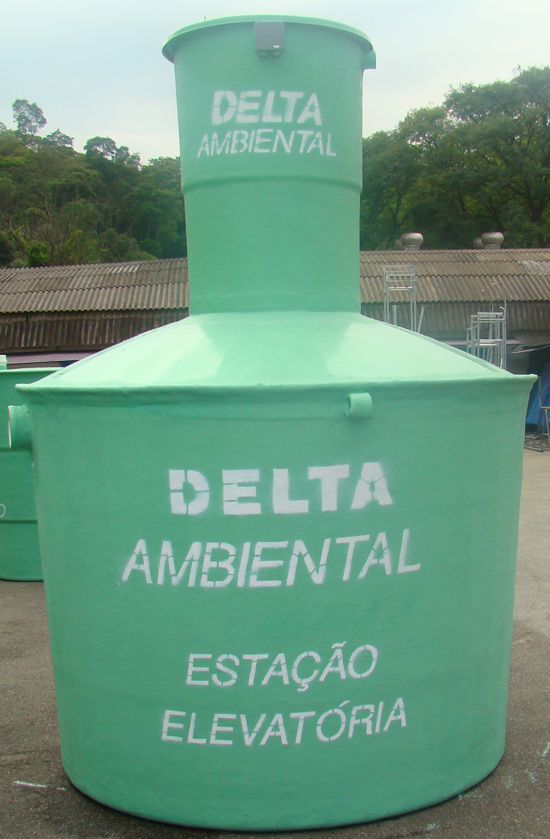 DELTA
AMBIENTAL
DELTA
AMBIENTAL
ESTAÇÃO
ELEVATÓRIA